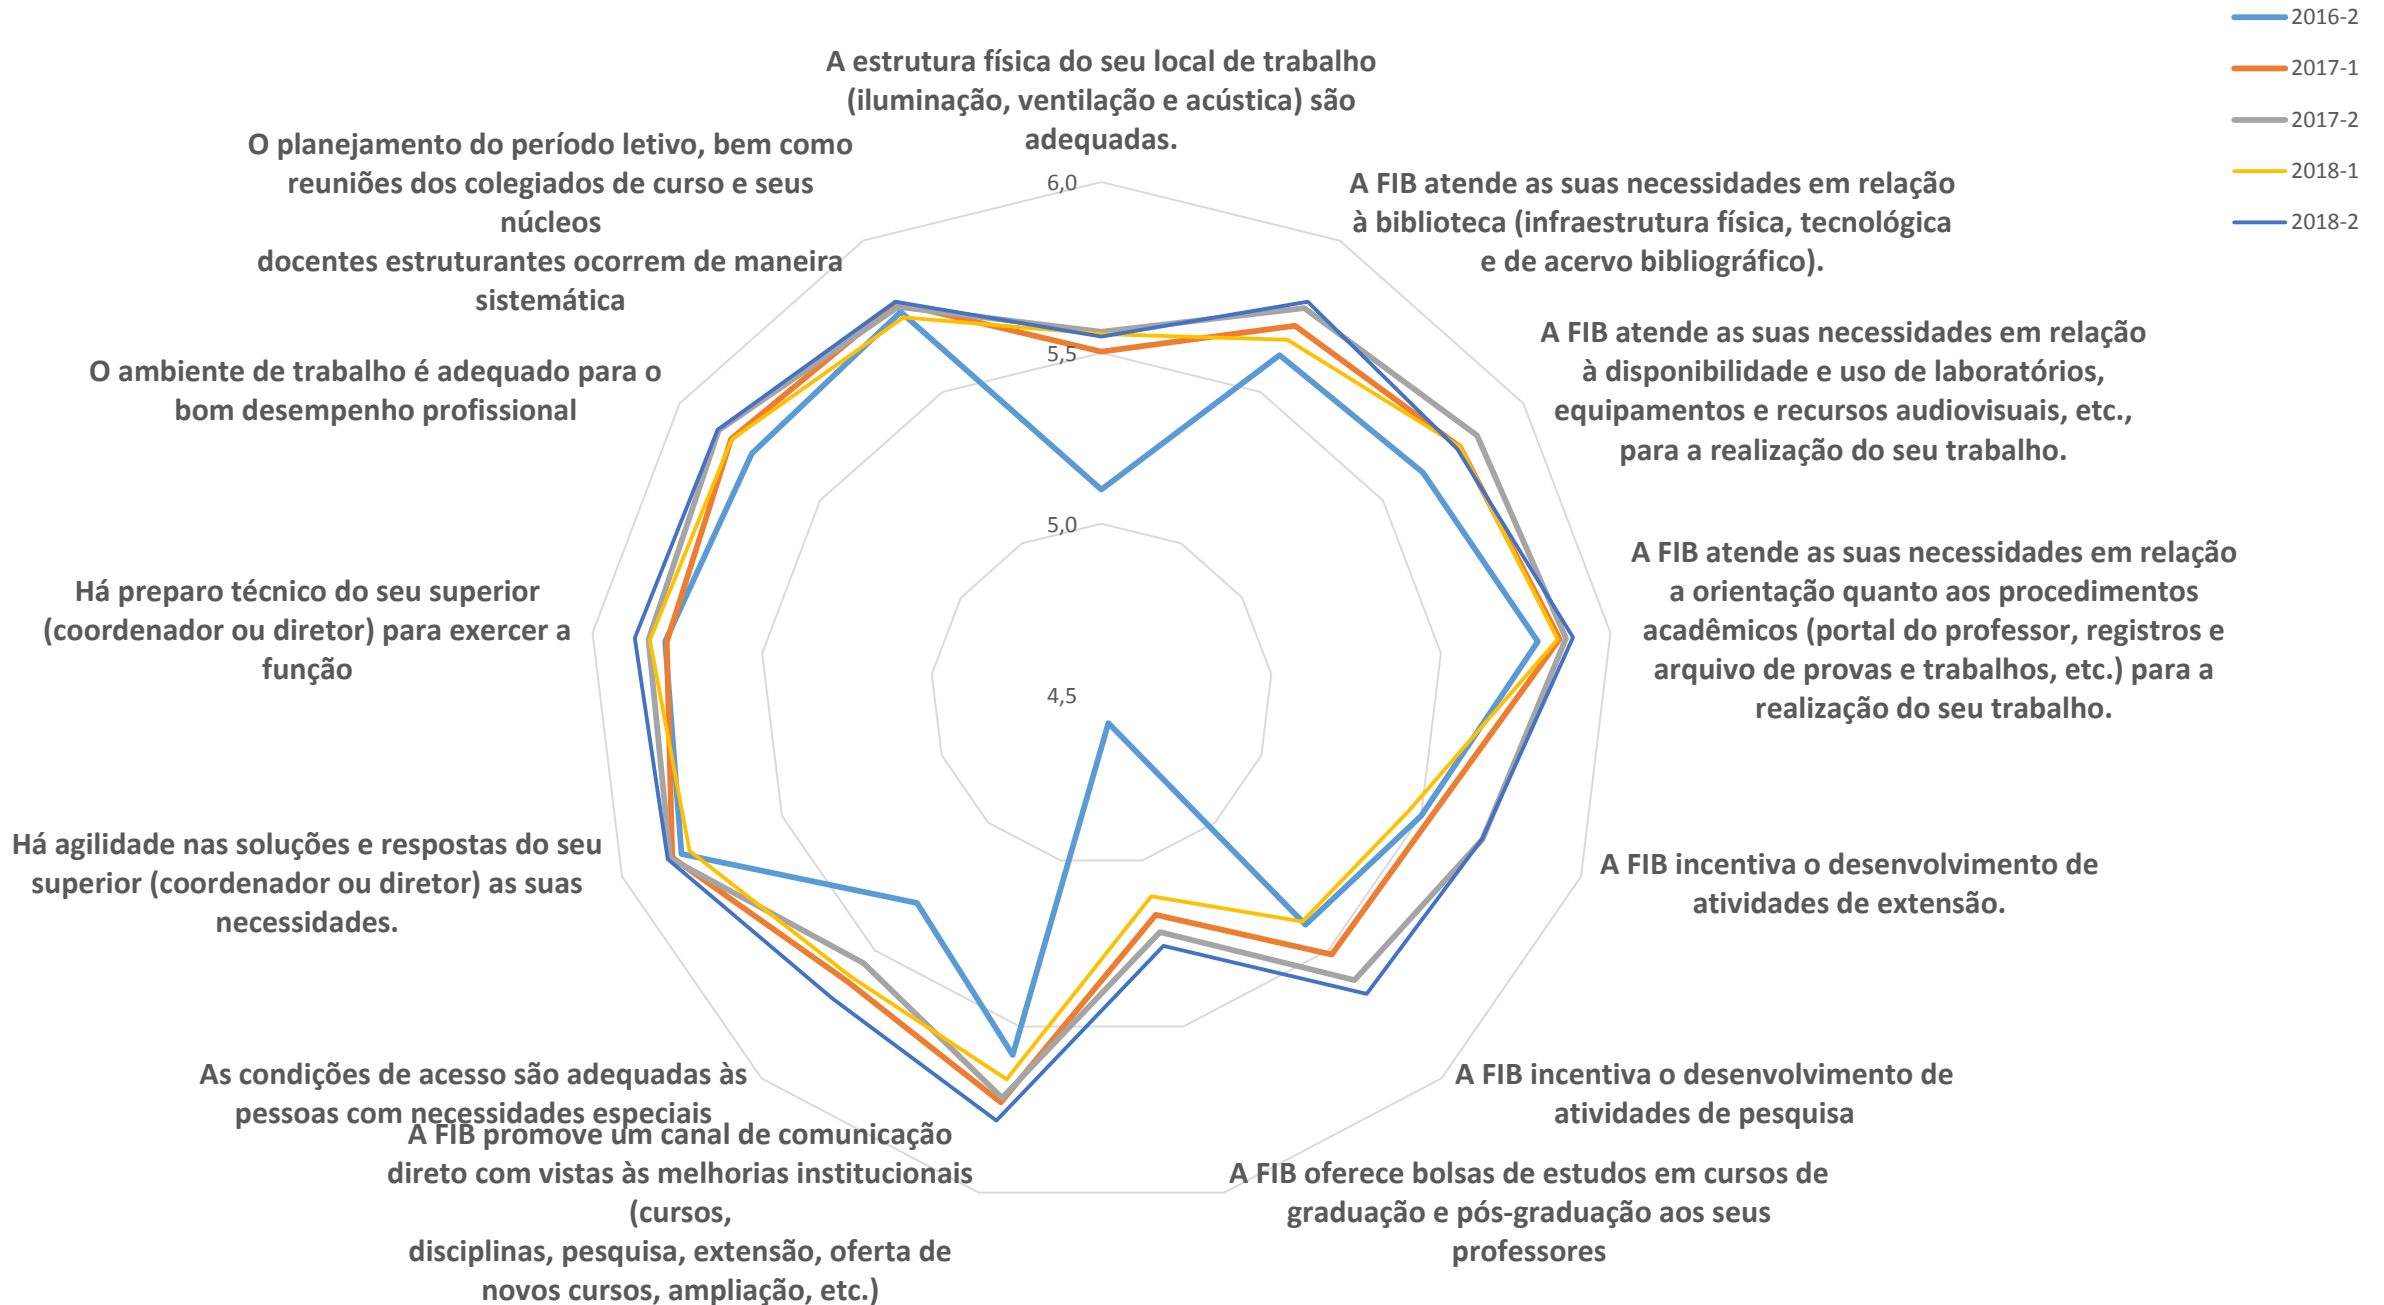 2016-2
2017-1
2017-2
2018-1
2018-2
A estrutura física do seu local de trabalho
(iluminação, ventilação e acústica) são
adequadas.
A FIB atende as suas necessidades em relação
à biblioteca (infraestrutura física, tecnológica
e de acervo bibliográfico).
A FIB atende as suas necessidades em relação
à disponibilidade e uso de laboratórios,
equipamentos e recursos audiovisuais, etc.,
para a realização do seu trabalho.
A FIB atende as suas necessidades em relação
a orientação quanto aos procedimentos
acadêmicos (portal do professor, registros e
arquivo de provas e trabalhos, etc.) para a
realização do seu trabalho.
A FIB incentiva o desenvolvimento de
atividades de extensão.
A FIB incentiva o desenvolvimento de
atividades de pesquisa
A FIB oferece bolsas de estudos em cursos de
graduação e pós-graduação aos seus
professores
A FIB promove um canal de comunicação
direto com vistas às melhorias institucionais
(cursos,
disciplinas, pesquisa, extensão, oferta de
novos cursos, ampliação, etc.)
As condições de acesso são adequadas às
pessoas com necessidades especiais
Há agilidade nas soluções e respostas do seu
superior (coordenador ou diretor) as suas
necessidades.
Há preparo técnico do seu superior
(coordenador ou diretor) para exercer a
função
O ambiente de trabalho é adequado para o
bom desempenho profissional
O planejamento do período letivo, bem como
reuniões dos colegiados de curso e seus
núcleos
docentes estruturantes ocorrem de maneira
sistemática
6,0
5,5
5,0
4,5